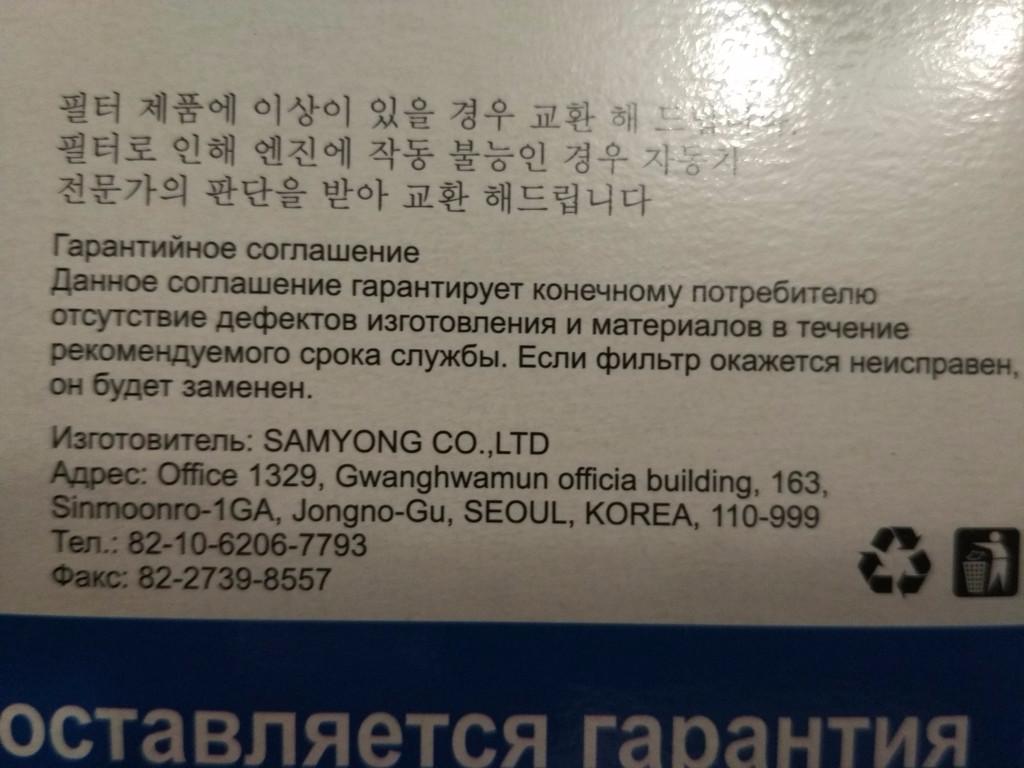 필터 제품에 이상이 있을 경우 교환 해
필터로 인해 엔진에 작동 불능인 경우 자동기
전문가의 판단을 받아 교환 해드립니다
Гарантийное соглашение
Данное соглашение гарантирует конечному потребителю
отсутствие дефектов изготовления и материалов в течение
рекомендуемого срока службы. Если фильтр окажется неисправен,
он будет заменен.
Изготовитель: SAMYONG CO.,LTD
Адрес: Office 1329, Gwanghwamun officia building, 163,
Sinmoonro-1GA, Jongno-Gu, SEOUL, KOREA, 110-999
Тел.: 82-10-6206-7793
Факс: 82-2739-8557
оставляется гарантия